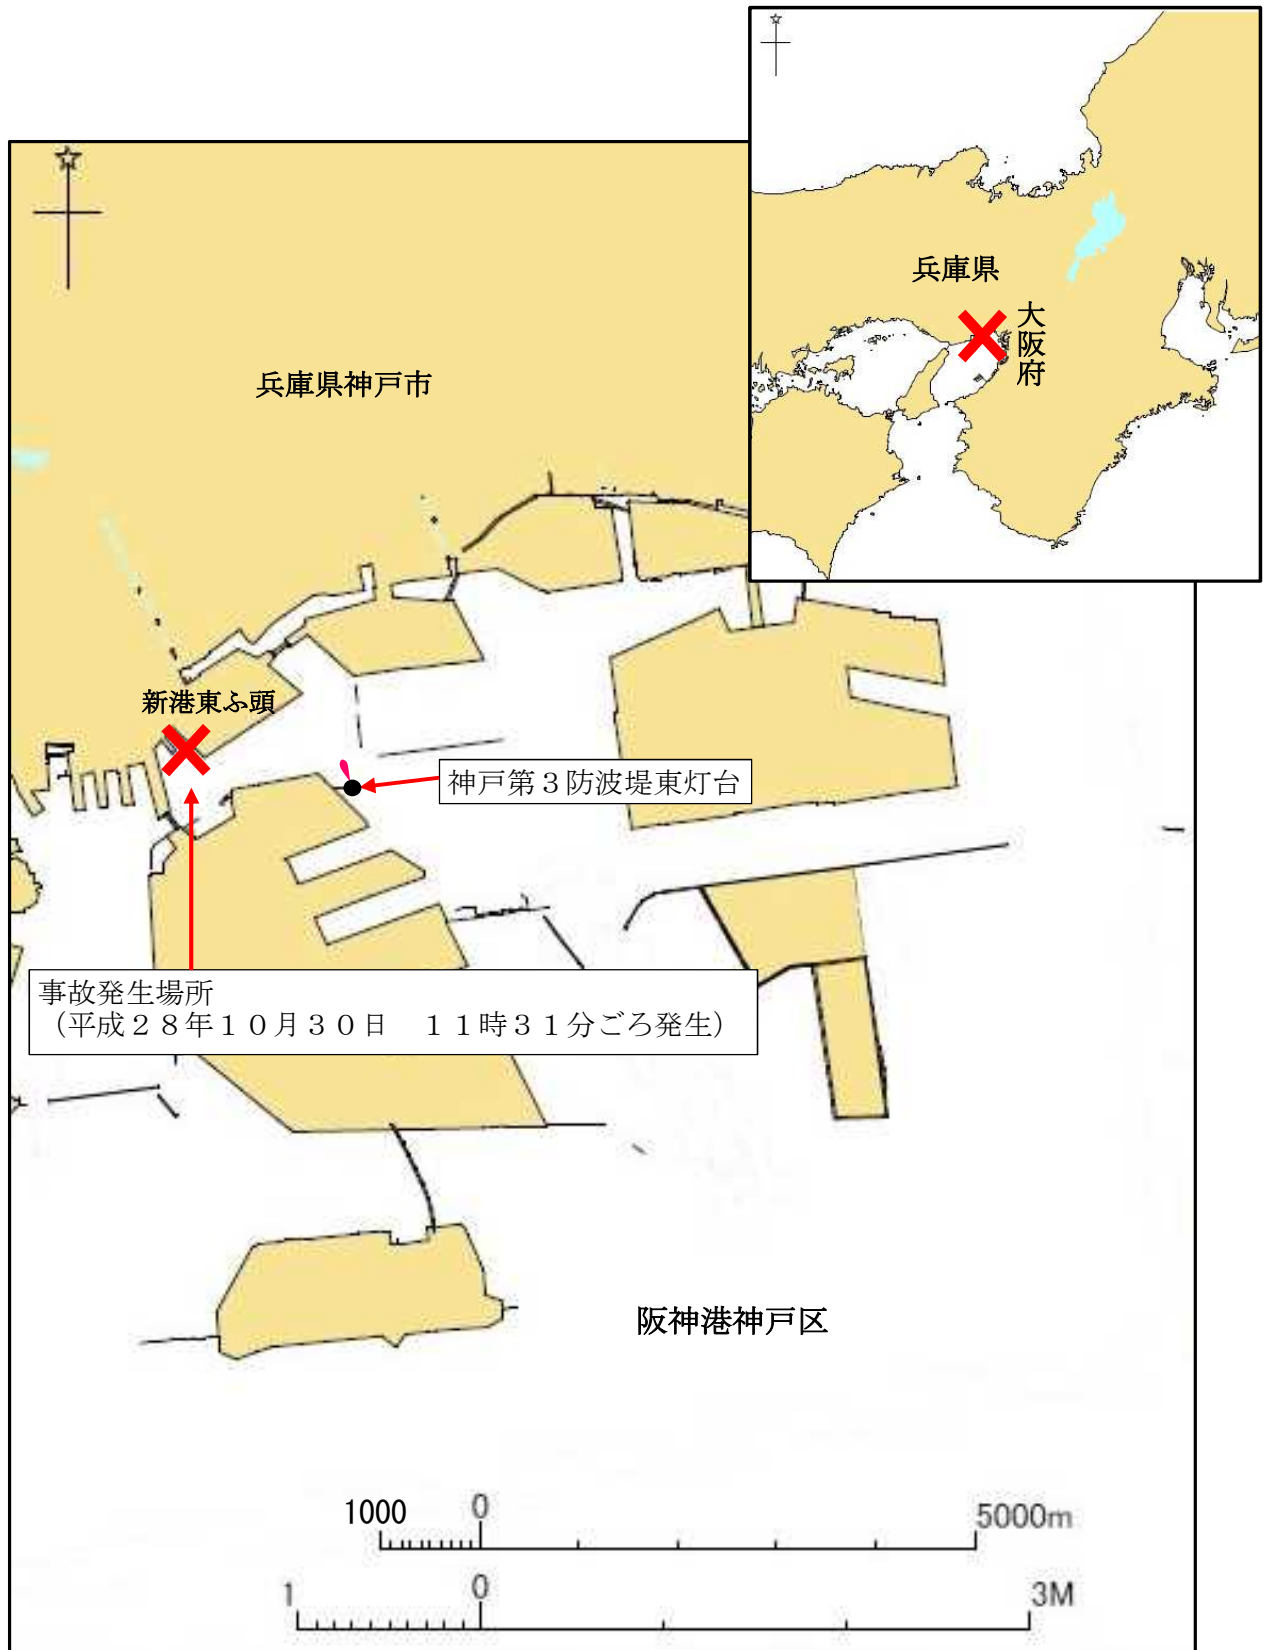 兵庫県
大阪府
兵庫県神戸市
新港東ふ頭
神戸第3防波堤東灯台
事故発生場所
（平成２８年１０月３０日　１１時３１分ごろ発生）
阪神港神戸区
1000 0 5000m
1 0 3M